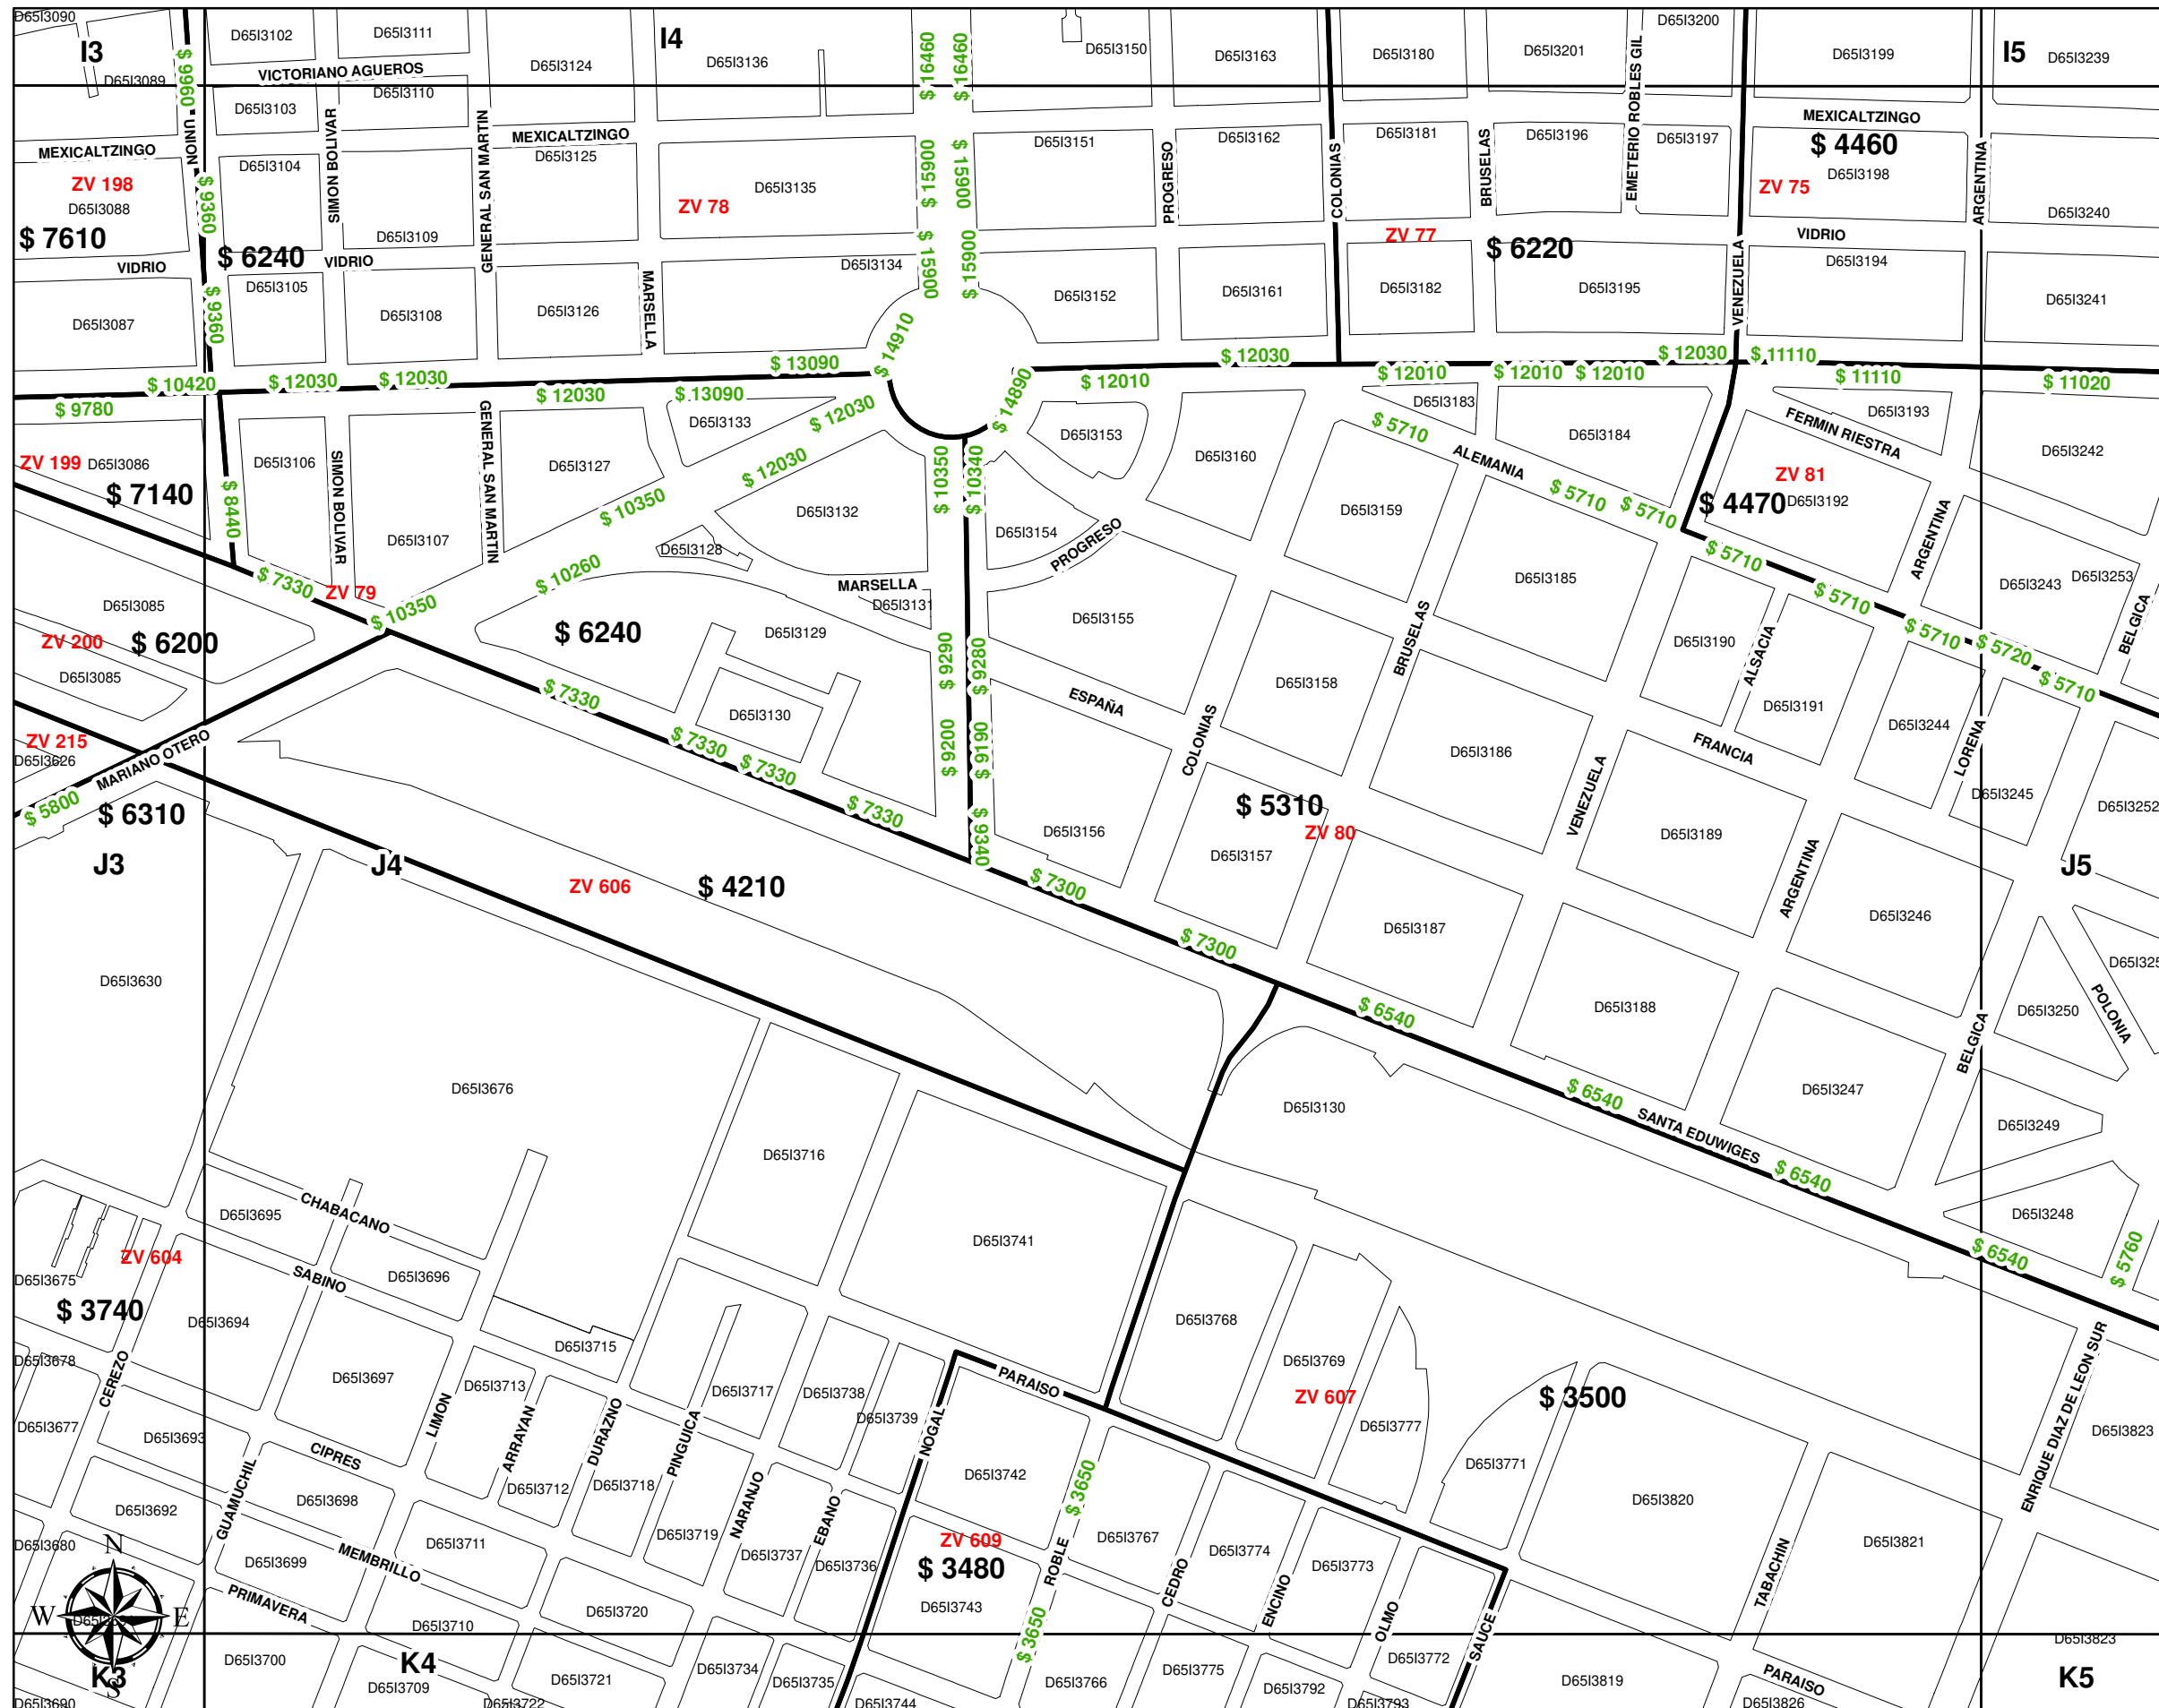 D65I3090
I3
D65I3102
D65I3111
I4
D65I3124
D65I3136
$ 16460
$ 16460
D65I3150
D65I3163
D65I3180
D65I3201
D65I3200
EMETERIO ROBLES GIL
D65I3199
I5
D65I3239
D65I3089
$ 9960
VICTORIANO AGUEROS
D65I3110
D65I3103
UNION
SIMON BOLIVAR
GENERAL SAN MARTIN
MEXICALTZINGO
D65I3125
MEXICALTZINGO
D65I3104
ZV 198
D65I3088
$ 7610
$ 9360
$ 6240
VIDRIO
D65I3109
VIDRIO
ZV 78
D65I3135
D65I3134
$ 15900
$ 15900
$ 15600
$ 15900
D65I3151
PROGRESO
D65I3162
COLONIAS
D65I3181
BRUSELAS
D65I3196
D65I3197
MEXICALTZINGO
$ 4460
D65I3198
ZV 75
ARGENTINA
D65I3240
ZV 77
$ 6220
VENEZUELA
VIDRIO
D65I3194
D65I3087
$ 9360
D65I3105
D65I3108
D65I3126
MARSELLA
D65I3152
D65I3161
D65I3182
D65I3195
D65I3241
$ 14910
$ 13090
$ 12030
$ 12030
$ 11110
$ 10420
$ 12030
$ 12030
$ 12030
$ 13090
$ 12030
$ 12010
$ 12010
$ 12010
$ 12010
$ 11110
$ 11020
$ 9780
$ 14890
D65I3133
D65I3153
D65I3183
D65I3184
D65I3193
FERMIN RIESTRA
D65I3242
ZV 199
D65I3086
$ 7140
$ 8440
D65I3106
SIMON BOLIVAR
D65I3107
GENERAL SAN MARTIN
D65I3127
$ 12030
$ 10350
D65I3132
$ 10350
$ 10340
D65I3154
PROGRESO
D65I3160
$ 5710
ALEMANIA
D65I3159
$ 5710
$ 5710
ZV 81
$ 4470
D65I3192
ARGENTINA
D65I3128
MARSELLA
D65I3131
$ 5710
D65I3243
D65I3253
BELGICA
$ 7330
ZV 79
$ 10350
$ 10260
D65I3185
$ 5710
$ 5710
$ 5720
$ 5710
D65I3085
ZV 200
$ 6200
D65I3085
$ 6240
D65I3129
D65I3155
BRUSELAS
D65I3190
ALSACIA
D65I3191
$ 9290
$ 9280
D65I3158
ESPAÑA
COLONIAS
$ 7330
D65I3130
$ 7330
$ 7330
$ 7330
$ 9200
$ 9190
$ 9340
D65I3186
VENEZUELA
FRANCIA
D65I3244
LORENA
D65I3245
D65I3252
ZV 215
D65I3626
MARIANO OTERO
$ 5800
$ 6310
J3
J4
$ 5310
ZV 80
D65I3157
D65I3156
D65I3189
ARGENTINA
J5
ZV 606
$ 4210
$ 7300
$ 7300
D65I3187
D65I3246
D65I325
POLONIA
D65I3250
D65I3630
$ 6540
D65I3188
BELGICA
D65I3676
D65I3130
$ 6540
SANTA EDUWIGES
D65I3247
$ 6540
D65I3249
D65I3716
CHABACANO
D65I3695
D65I3741
D65I3248
$ 6540
$ 5760
ZV 604
D65I3675
$ 3740
SABINO
D65I3696
D65I3694
D65I3715
D65I3768
D65I3769
D65I3678
CEREZO
D65I3697
D65I3713
D65I3717
D65I3738
D65I3739
PARAISO
ZV 607
$ 3500
D65I3777
D65I3677
D65I3693
LIMON
ARRAYAN
DURAZNO
PINGUICA
NOGAL
D65I3771
ENRIQUE DIAZ DE LEON SUR
D65I3823
CIPRES
D65I3712
D65I3718
D65I3742
$ 3650
D65I3820
D65I3692
GUAMUCHIL
D65I3698
D65I3711
D65I3719
NARANJO
EBANO
D65I3680
D65I3699
MEMBRILLO
D65I3737
D65I3736
ZV 609
$ 3480
ROBLE
D65I3767
D65I3774
D65I3773
D65I3821
TABACHIN
N
W
E
S
PRIMAVERA
D65I3710
D65I3720
D65I3743
$ 3650
CEDRO
ENCINO
OLMO
SAUCE
D65I3823
K3
D65I3700
K4
D65I3709
D65I3721
D65I3734
D65I3735
D65I3766
D65I3775
D65I3772
D65I3819
PARAISO
K5
D65I3690
D65I3722
D65I3744
D65I3792
D65I3793
D65I3826